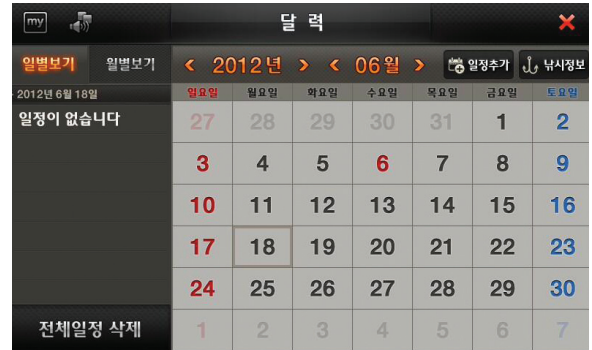 my 달 력
일별보기 월별보기 < 2012년 > < 06월 > 일정추가 낚시정보
2012년 6월 18일 일요일 월요일 화요일 수요일 목요일 금요일 토요일
일정이 없습니다
27 28 29 30 31 1 2
3 4 5 6 7 8 9
10 11 12 13 14 15 16
17 18 19 20 21 22 23
24 25 26 27 28 29 30
전체일정 삭제 1 2 3 4 5 6 7